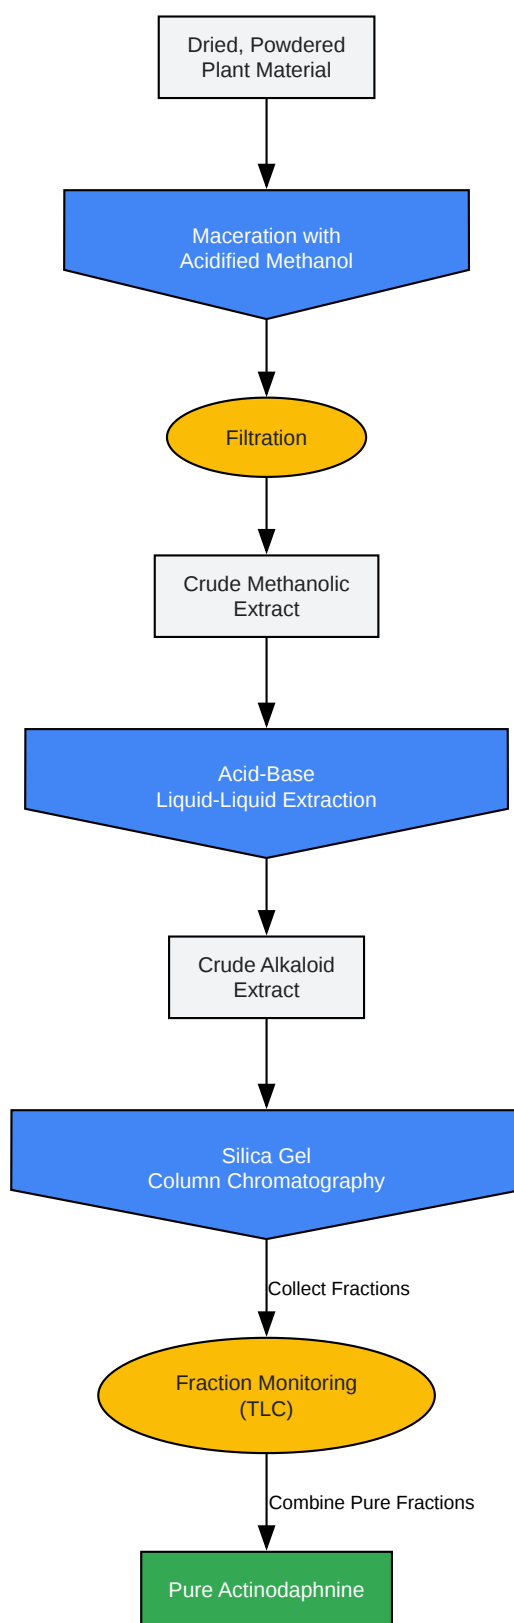 Dried, Powdered
Plant Material
Maceration with
Acidified Methanol
Filtration
Crude Methanolic
Extract
Acid-Base
Liquid-Liquid Extraction
Crude Alkaloid
Extract
Silica Gel
Column Chromatography
Collect Fractions
Fraction Monitoring
(TLC)
Combine Pure Fractions
Pure Actinodaphnine